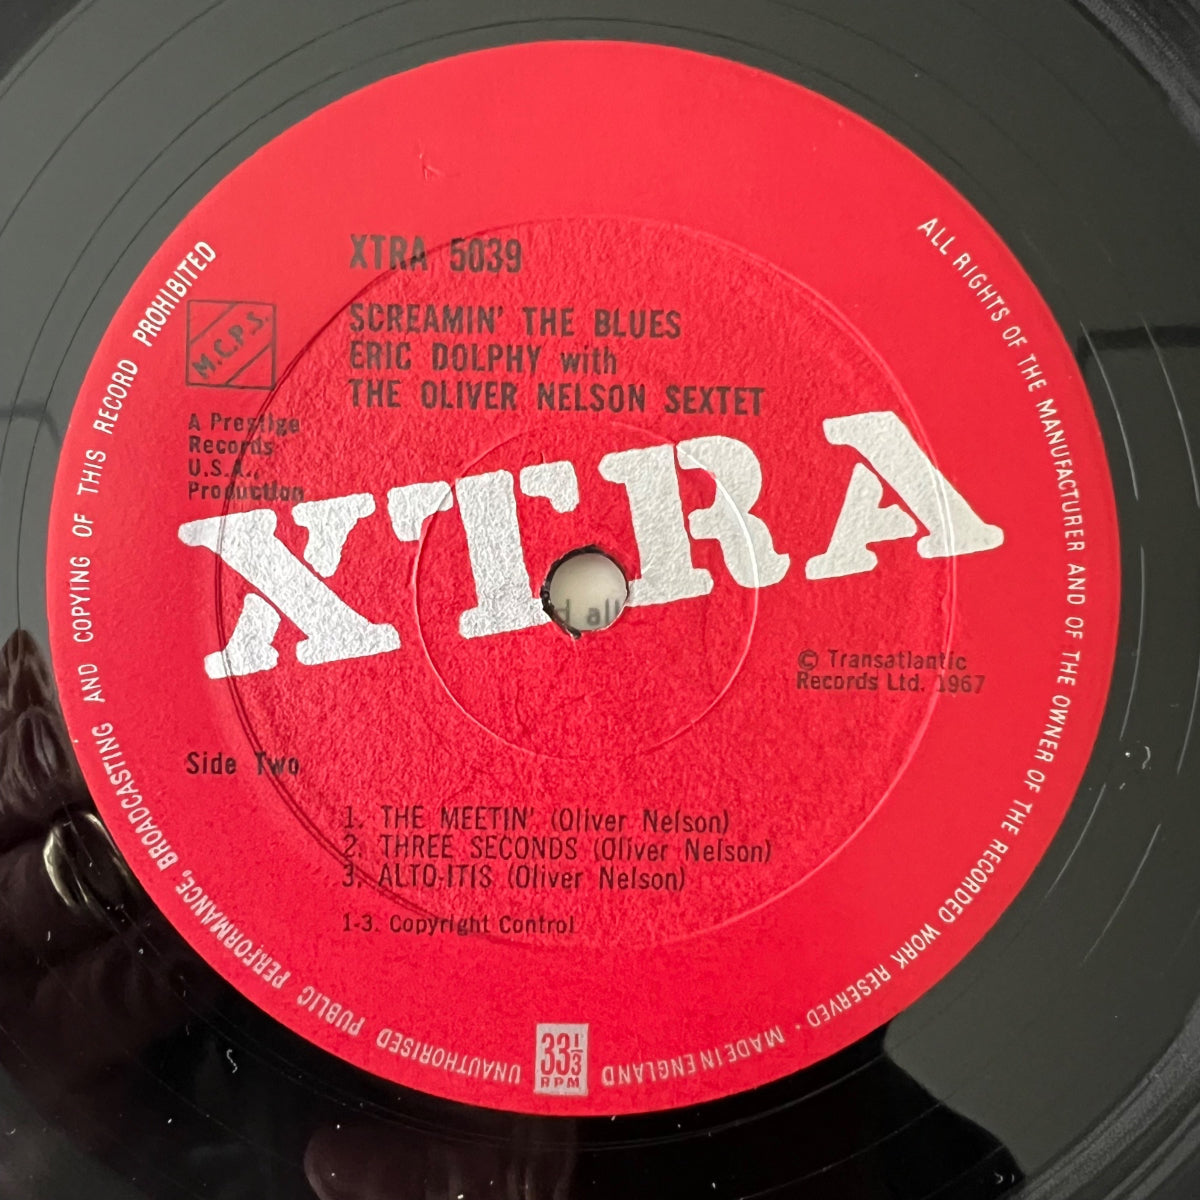 XTRA 5039
SCREAMIN' THE BLUES
ERIC DOLPHY with
THE OLIVER NELSON SEXTET
M.C.P.S.
A Prestige
Records
U.S.A.,
Production
XTRA
d all
© Transatlantic
Records Ltd. 1967
Side Two
1. THE MEETIN' (Oliver Nelson)
2. THREE SECONDS (Oliver Nelson)
3. ALTO-ITIS (Oliver Nelson)
1-3. Copyright Control
33 1/3
RPM
ALL RIGHTS OF THE MANUFACTURER AND OF THE OWNER OF THE RECORDED WORK RESERVED · MADE IN ENGLAND
UNAUTHORISED PUBLIC PERFORMANCE, BROADCASTING AND COPYING OF THIS RECORD PROHIBITED